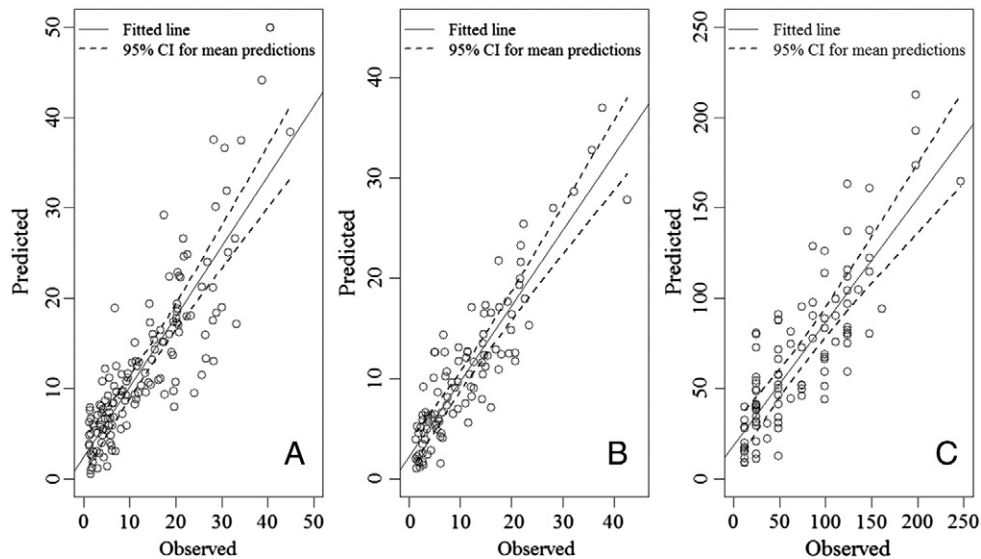 Fitted line
95% CI for mean predictions
50
40
30
20
10
0
Predicted
A
0 10 20 30 40 50
Observed
Fitted line
95% CI for mean predictions
40
30
20
10
0
Predicted
B
0 10 20 30 40
Observed
Fitted line
95% CI for mean predictions
250
200
150
100
50
0
Predicted
C
0 50 100 150 200 250
Observed